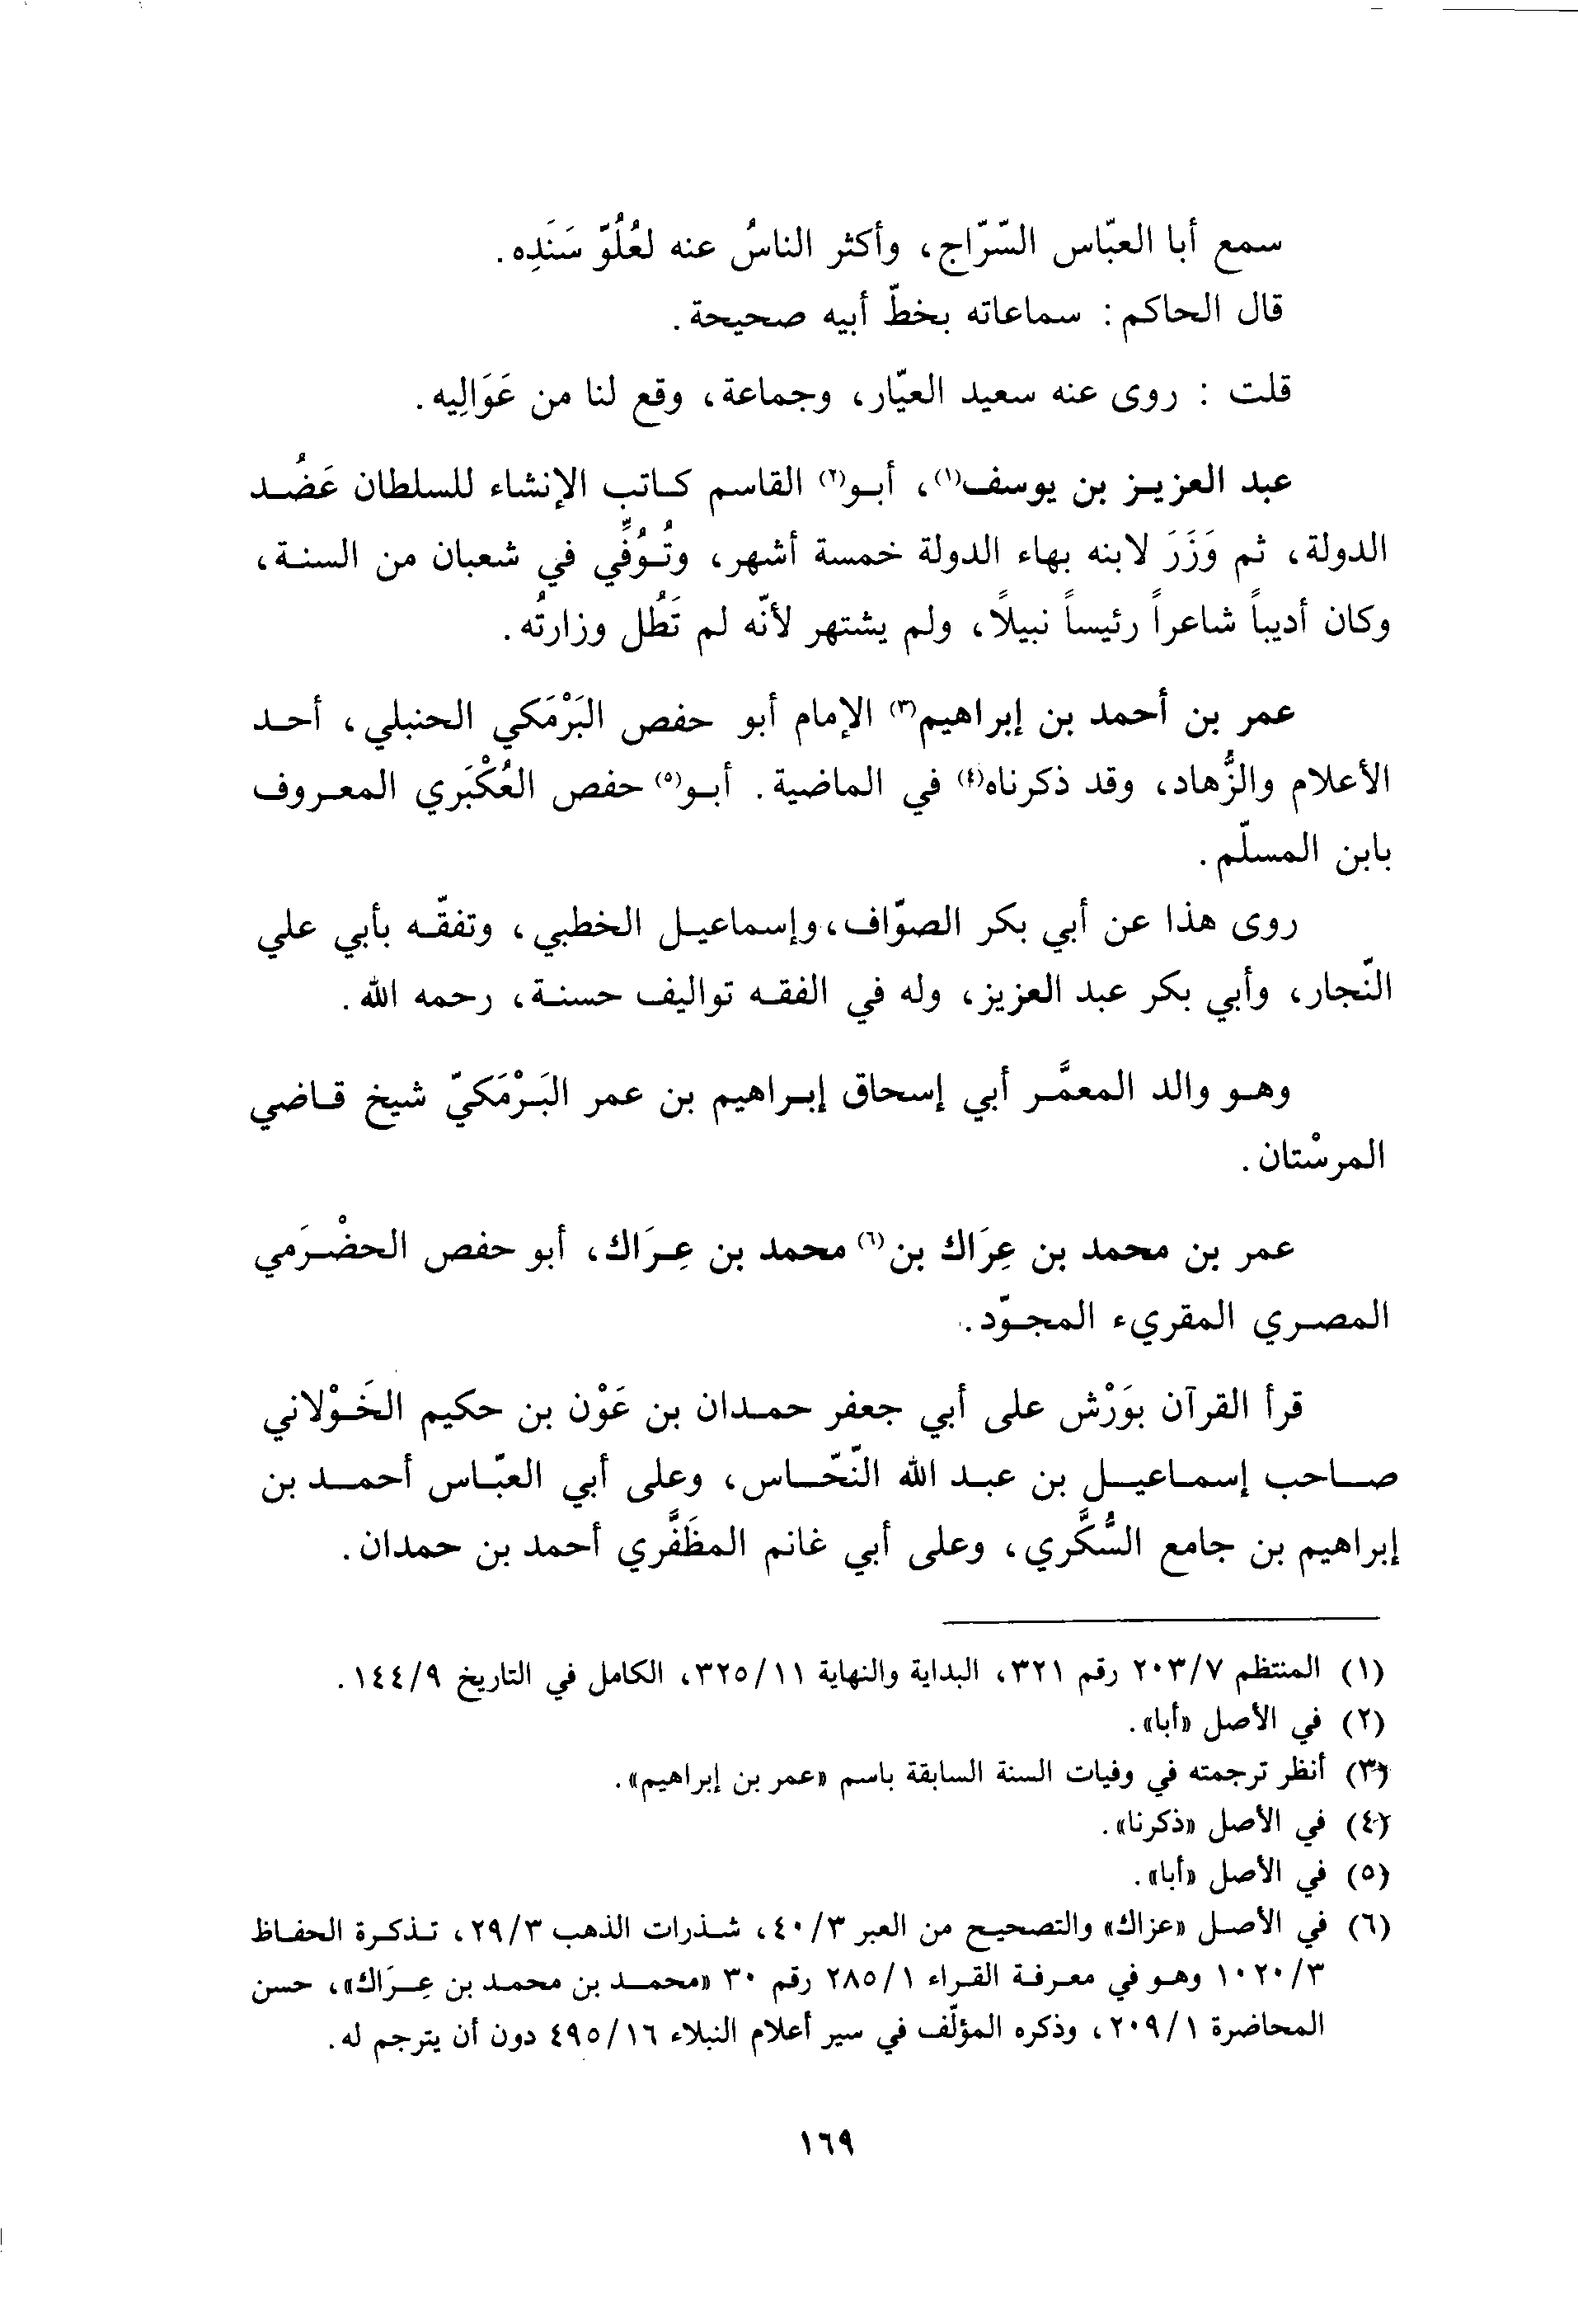 سمع أبا العبّاس السّرّاج، وأكثر الناسُ عنه لعُلُوّ سَنَدِه.
قال الحاكم: سماعاته بخطّ أبيه صحيحة.
قلت: روى عنه سعيد العيّار، وجماعة، وقع لنا من عَوَالِيه.
عبد العزيز بن يوسف(١)، أبو(٢) القاسم كاتب الإنشاء للسلطان عَضُد
الدولة، ثم وَزَرَ لابنه بهاء الدولة خمسة أشهر، وتُوُفِّي في شعبان من السنة،
وكان أديباً شاعراً رئيساً نبيلاً، ولم يشتهر لأنّه لم تَطُل وزارتُه.
عمر بن أحمد بن إبراهيم(٣) الإمام أبو حفص البَرْمَكي الحنبلي، أحد
الأعلام والزُّهاد، وقد ذكرناه(٤) في الماضية. أبو(٥) حفص العُكْبَري المعروف
بابن المسلّم.
روى هذا عن أبي بكر الصوّاف، وإسماعيل الخطبي، وتفقّه بأبي علي
النّجار، وأبي بكر عبد العزيز، وله في الفقه تواليف حسنة، رحمه الله.
وهو والد المعمَّر أبي إسحاق إبراهيم بن عمر البَرْمَكيّ شيخ قاضي
المرسْتان.
عمر بن محمد بن عِرَاك بن(٦) محمد بن عِرَاك، أبو حفص الحضْرَمي
المصري المقريء المجوّد.
قرأ القرآن بوَرْش على أبي جعفر حمدان بن عَوْن بن حكيم الخَوْلاني
صاحب إسماعيل بن عبد الله النّحّاس، وعلى أبي العبّاس أحمد بن
إبراهيم بن جامع السُّكَّري، وعلى أبي غانم المظَفَّري أحمد بن حمدان.
(١) المنتظم ٢٠٣/٧ رقم ٣٢١، البداية والنهاية ٣٢٥/١١، الكامل في التاريخ ١٤٤/٩.
(٢) في الأصل «أبا».
(٣) أنظر ترجمته في وفيات السنة السابقة باسم «عمر بن إبراهيم».
(٤) في الأصل «ذكرنا».
(٥) في الأصل «أبا».
(٦) في الأصل «عزاك» والتصحيح من العبر ٤٠/٣، شذرات الذهب ٢٩/٣، تذكرة الحفاظ
١٠٢٠/٣ وهو في معرفة القراء ٢٨٥/١ رقم ٣٠ «محمد بن محمد بن عِرَاك»، حسن
المحاضرة ٢٠٩/١، وذكره المؤلّف في سير أعلام النبلاء ٤٩٥/١٦ دون أن يترجم له.
١٦٩